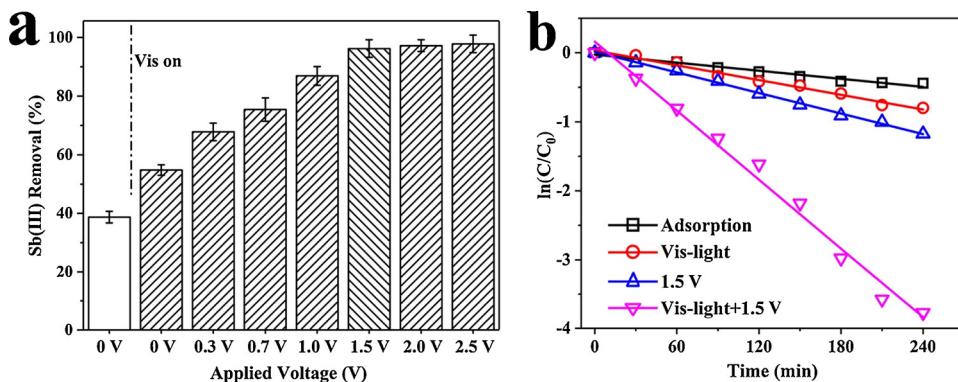 a
Sb(III) Removal (%)
100
80
60
40
20
0
Vis on
0 V 0 V 0.3 V 0.7 V 1.0 V 1.5 V 2.0 V 2.5 V
Applied Voltage (V)
b
ln(C/C₀)
0
-1
-2
-3
-4
Adsorption
Vis-light
1.5 V
Vis-light+1.5 V
0 60 120 180 240
Time (min)